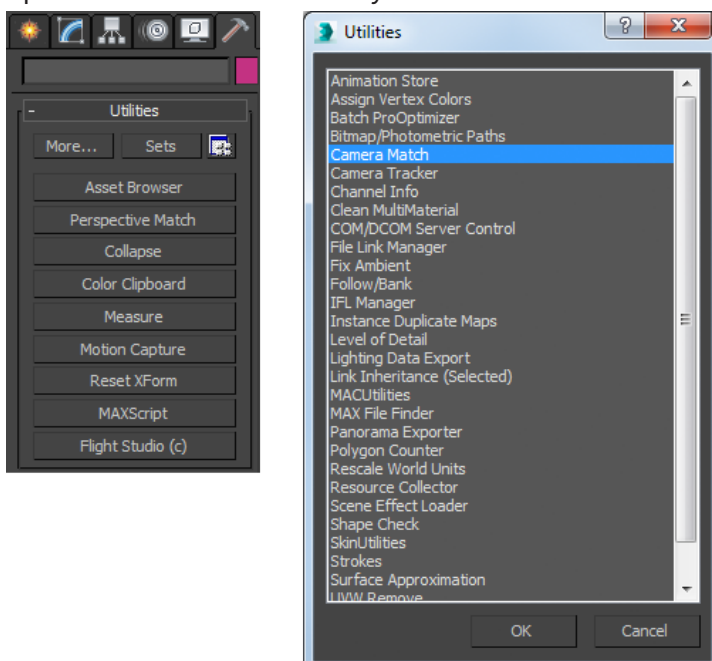 Utilities
More...
Sets
Asset Browser
Perspective Match
Collapse
Color Clipboard
Measure
Motion Capture
Reset XForm
MAXScript
Flight Studio (c)
Utilities
Animation Store
Assign Vertex Colors
Batch ProOptimizer
Bitmap/Photometric Paths
Camera Match
Camera Tracker
Channel Info
Clean MultiMaterial
COM/DCOM Server Control
File Link Manager
Fix Ambient
Follow/Bank
IFL Manager
Instance Duplicate Maps
Level of Detail
Lighting Data Export
Link Inheritance (Selected)
MACUtilities
MAX File Finder
Panorama Exporter
Polygon Counter
Rescale World Units
Resource Collector
Scene Effect Loader
Shape Check
SkinUtilities
Strokes
Surface Approximation
UVW Remove
OK
Cancel